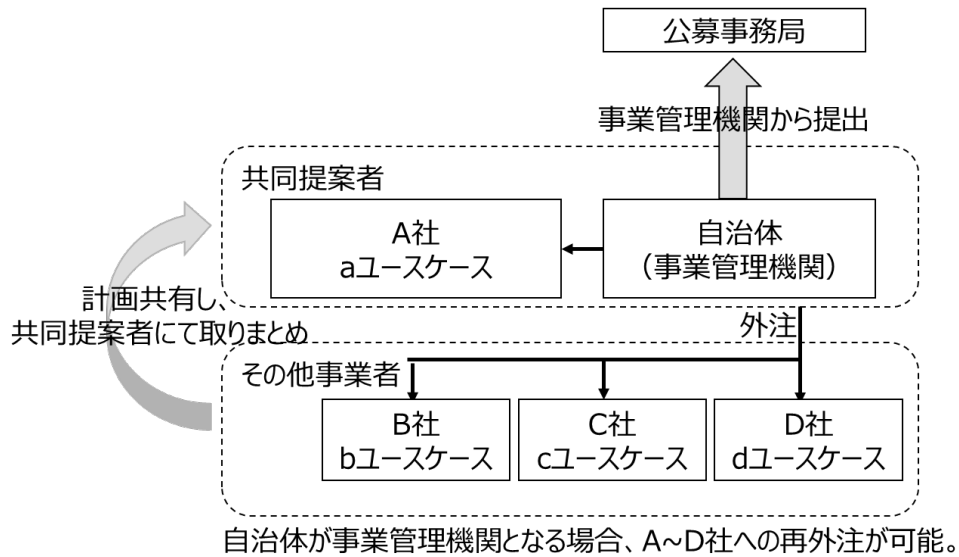 公募事務局
事業管理機関から提出
共同提案者
A社
aユースケース
自治体
（事業管理機関）
計画共有し、
共同提案者にて取りまとめ
外注
その他事業者
B社
bユースケース
C社
cユースケース
D社
dユースケース
自治体が事業管理機関となる場合、A~D社への再外注が可能。